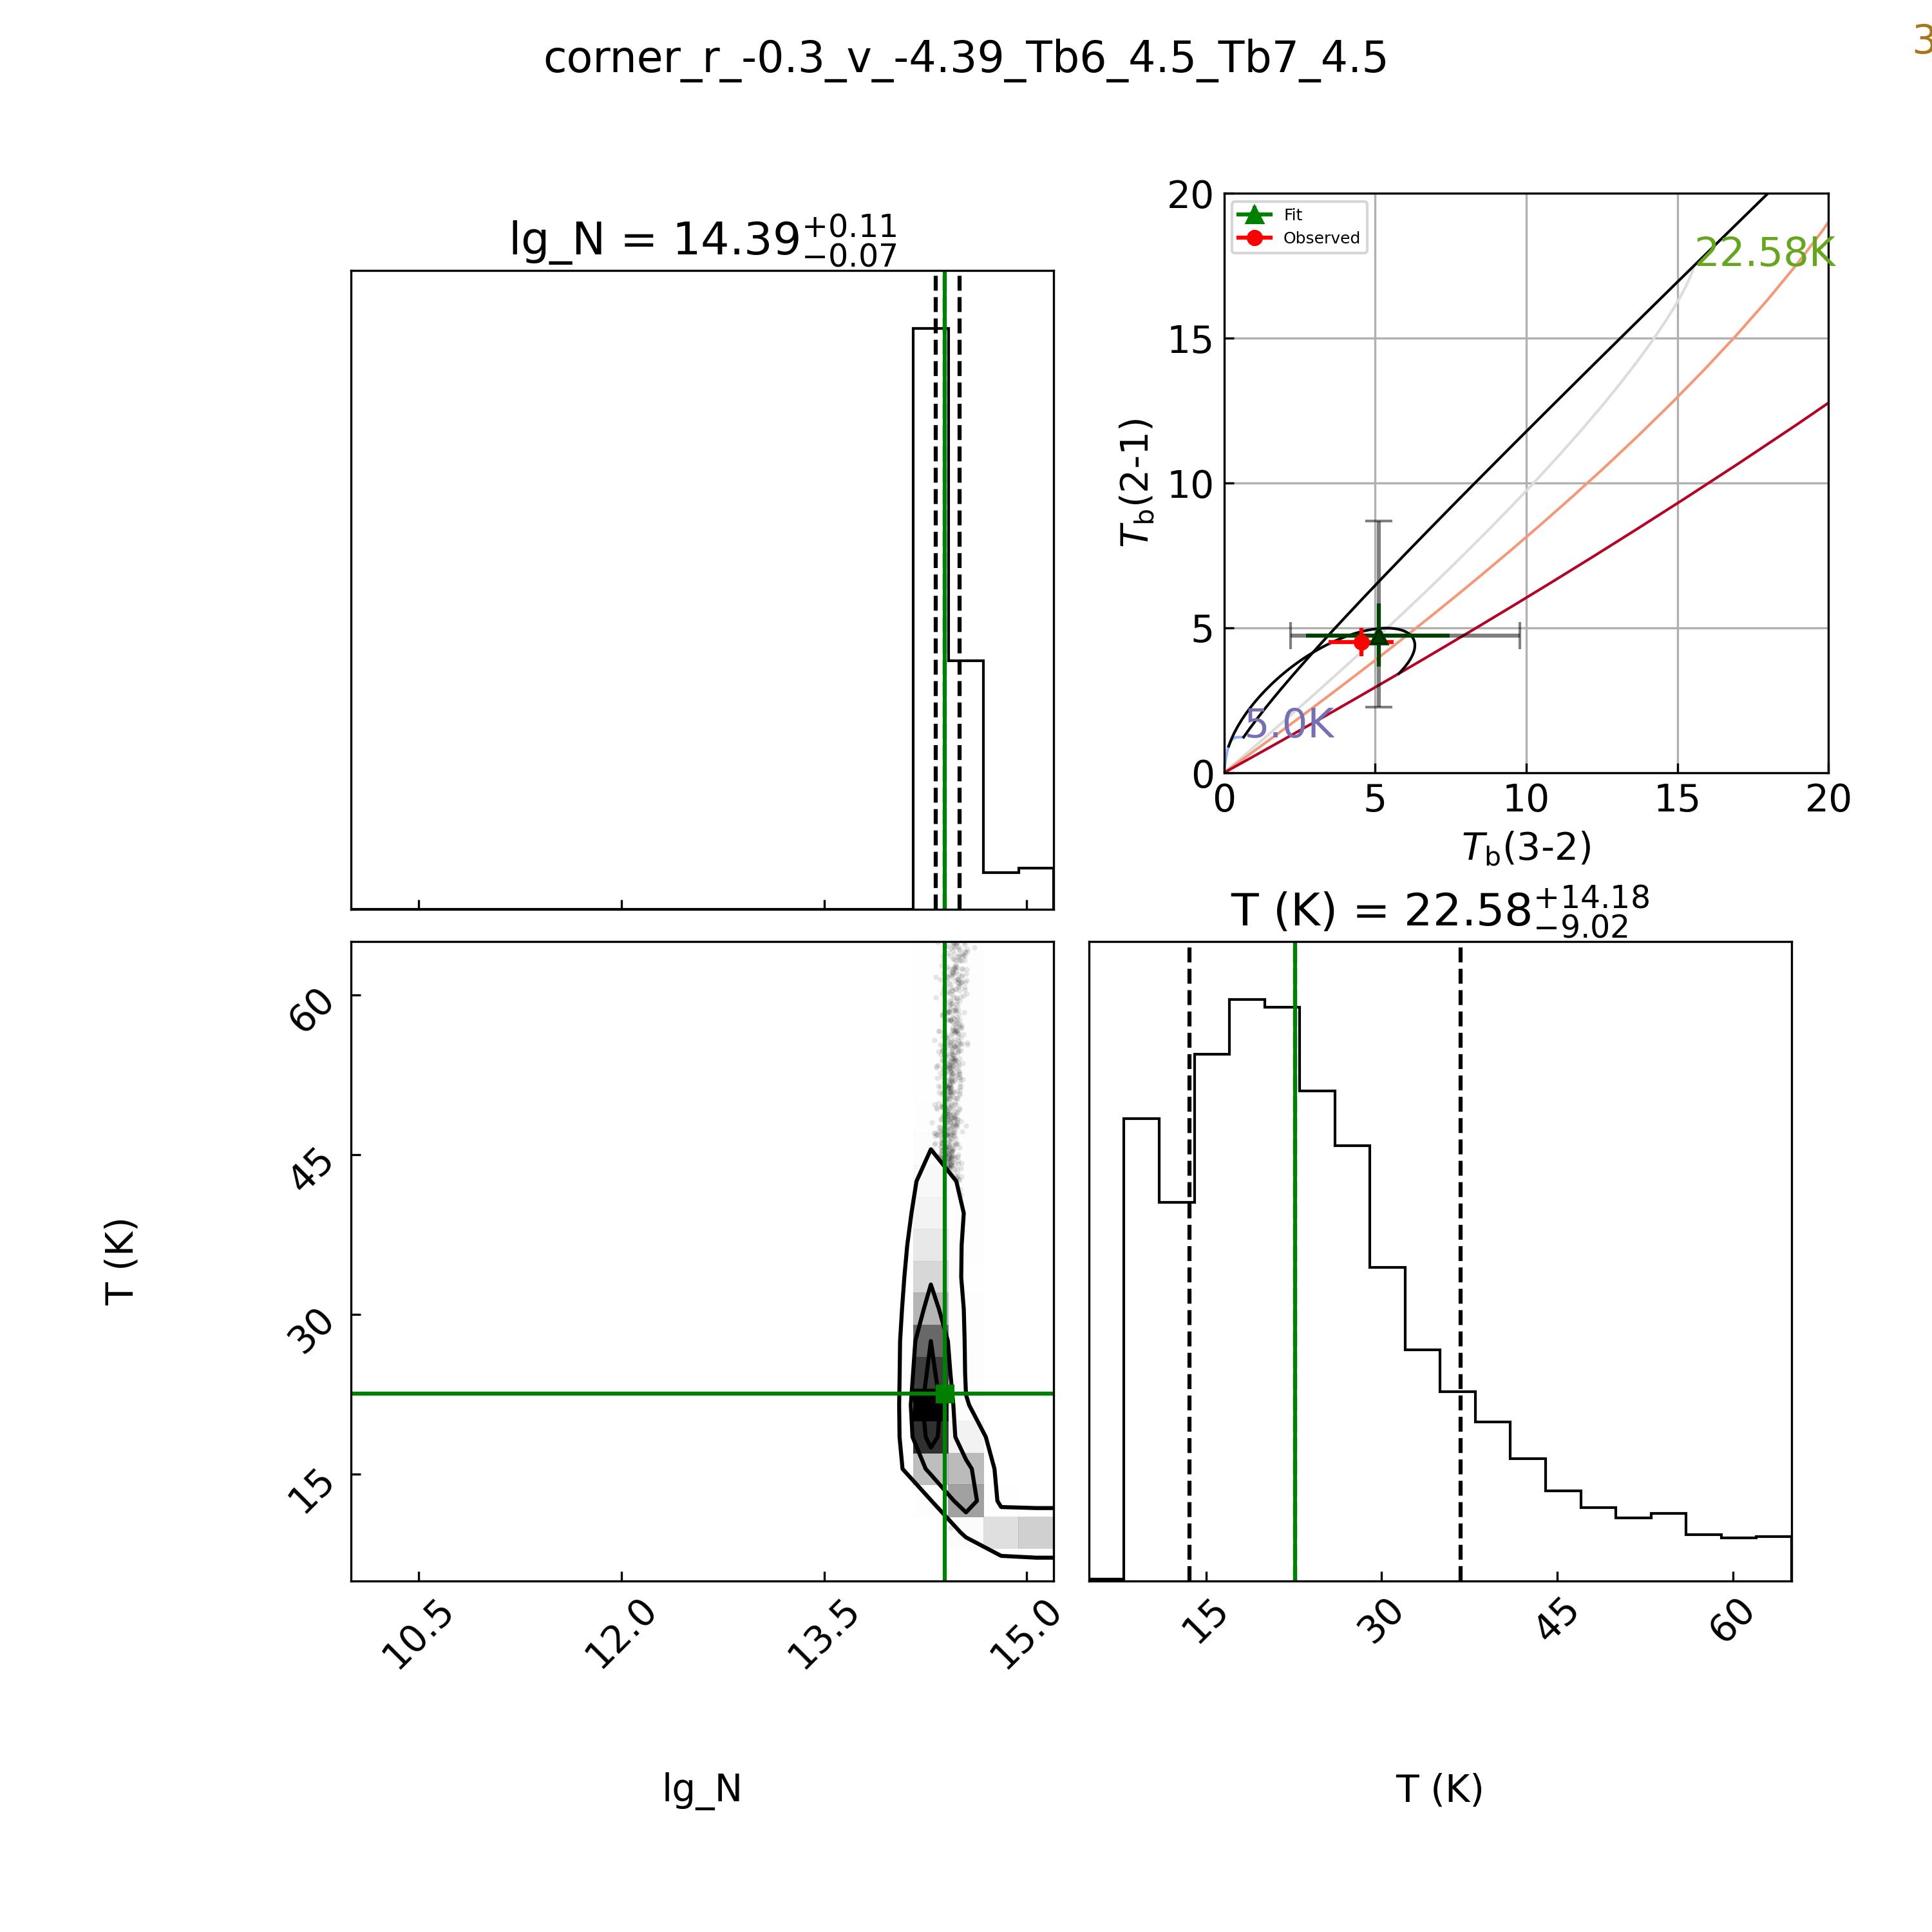 corner_r_-0.3_v_-4.39_Tb6_4.5_Tb7_4.5
3
lg_N = 14.39 +0.11 −0.07
20
15
10
5
0
T_b(2-1)
Fit
Observed
22.58K
5.0K
0 5 10 15 20
T_b(3-2)
T (K) = 22.58 +14.18 −9.02
60
45
30
15
T (K)
10.5 12.0 13.5 15.0
15 30 45 60
lg_N
T (K)